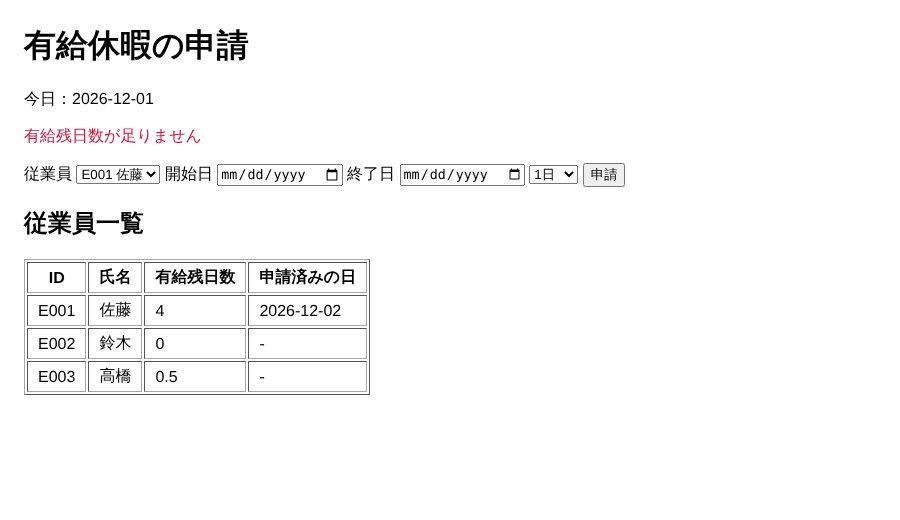 有給休暇の申請
今日：2026-12-01
有給残日数が足りません
従業員 E001 佐藤 開始日 mm/dd/yyyy 終了日 mm/dd/yyyy 1日 申請
従業員一覧
ID 氏名 有給残日数 申請済みの日
E001 佐藤 4 2026-12-02
E002 鈴木 0 -
E003 高橋 0.5 -